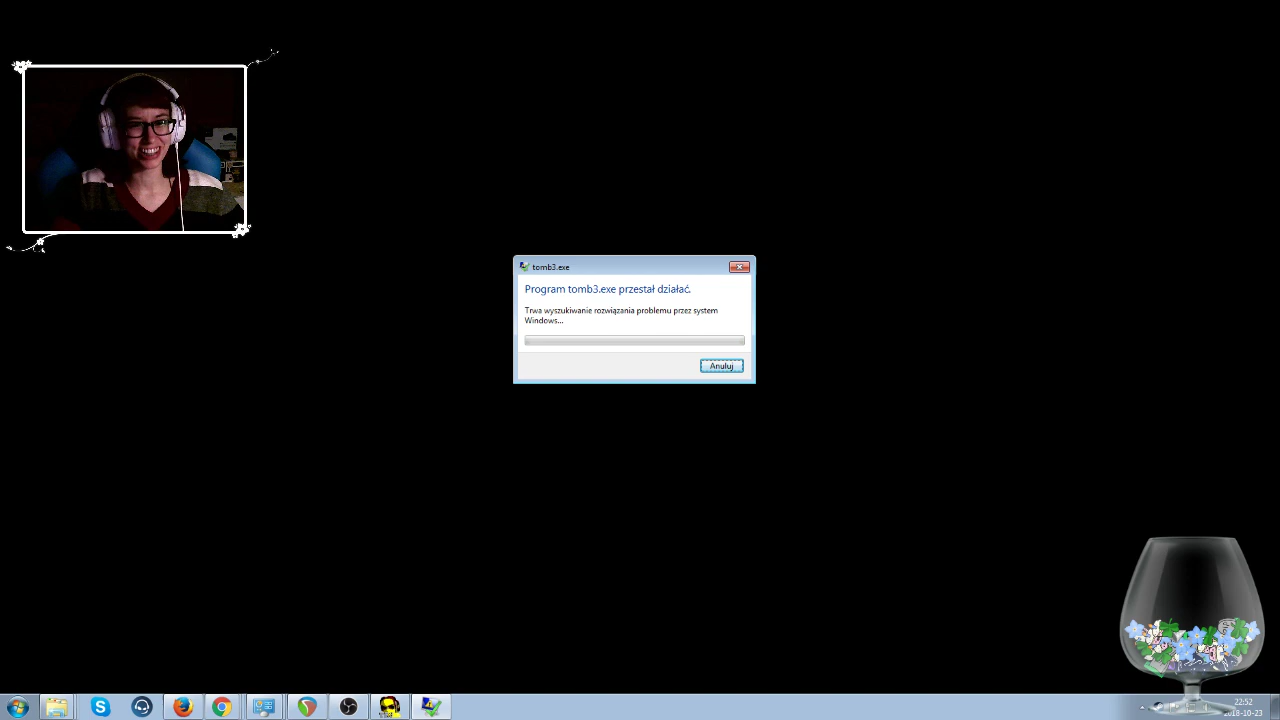 tomb3.exe
Program tomb3.exe przestał działać.
Trwa wyszukiwanie rozwiązania problemu przez system
Windows...
Anuluj
22:52
2018-10-23